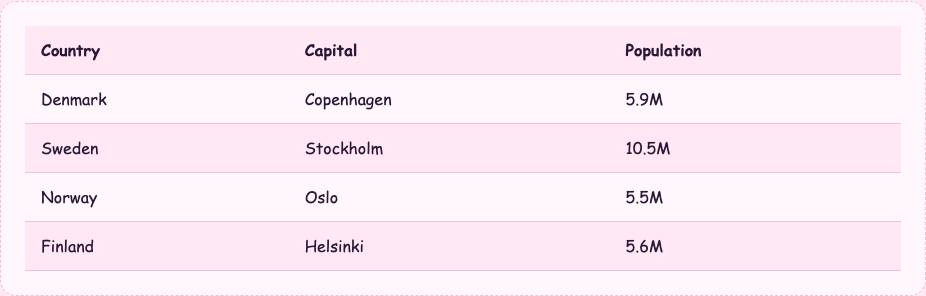 Country Capital Population
Denmark Copenhagen 5.9M
Sweden Stockholm 10.5M
Norway Oslo 5.5M
Finland Helsinki 5.6M